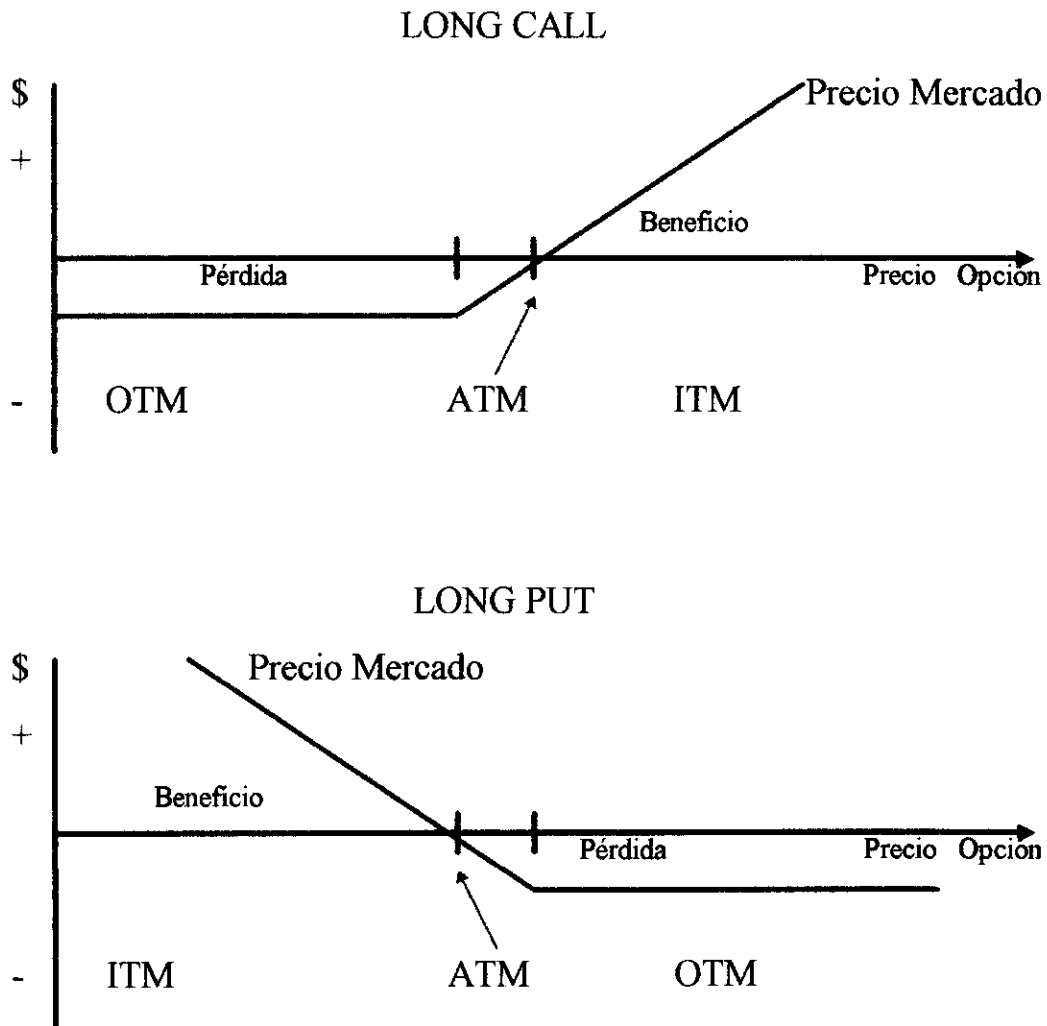 LONG CALL
$
Precio Mercado
+
Beneficio
Pérdida
Precio Opción
-
OTM
ATM
ITM
LONG PUT
$
Precio Mercado
+
Beneficio
Pérdida
Precio Opción
-
ITM
ATM
OTM